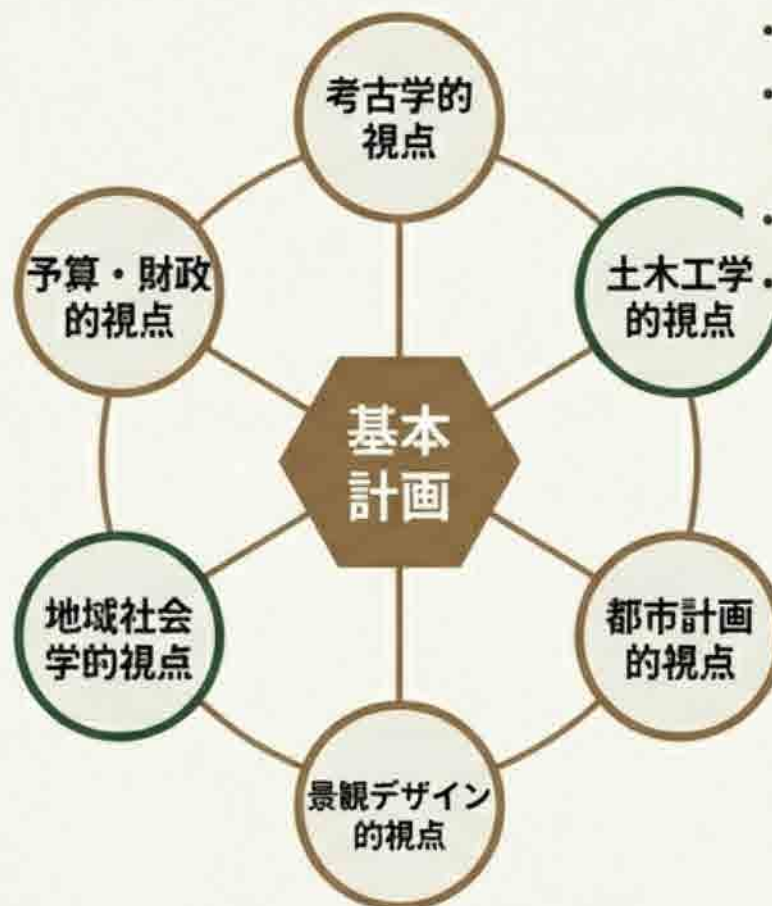 考古学的
視点
予算・財政
的視点
土木工学
的視点
基本
計画
地域社会
学的視点
都市計画
的視点
景観デザイン
的視点